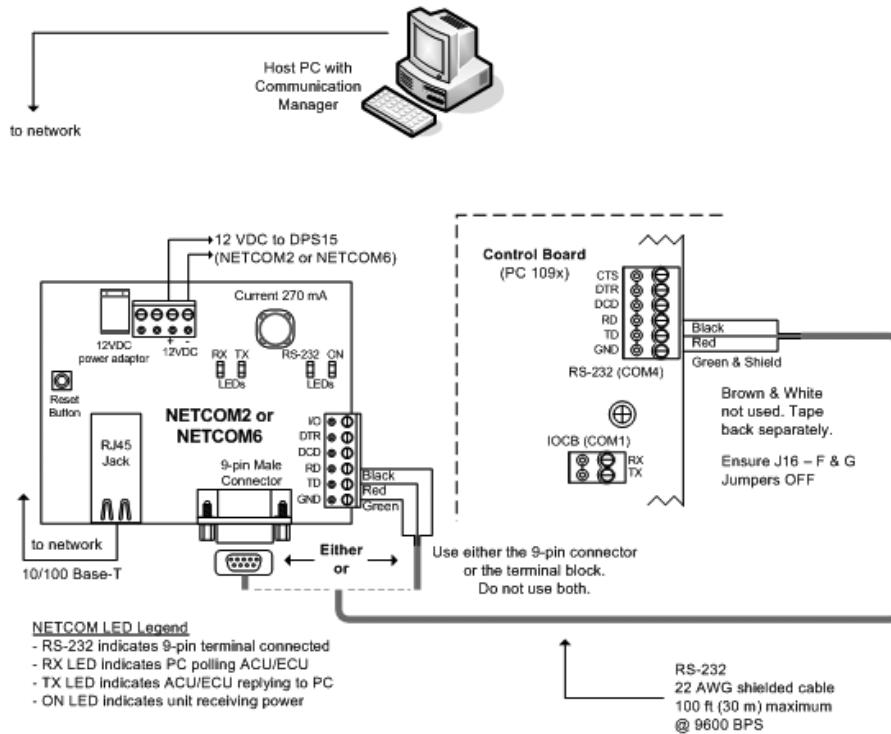 Host PC with
Communication
Manager
to network
12 VDC to DPS15
(NETCOM2 or NETCOM6)
Control Board
(PC 109x)
CTS
DTR
DCD
RD
TD
GND
RS-232 (COM4)
Black
Red
Green & Shield
Brown & White
not used. Tape
back separately.
Ensure J16 – F & G
Jumpers OFF
IOCB (COM1)
RX
TX
Current 270 mA
12VDC
power adaptor
+ -
12VDC
RX TX
LEDs
RS-232 ON
LEDs
Reset
Button
NETCOM2 or
NETCOM6
RJ45
Jack
9-pin Male
Connector
I/O
DTR
DCD
RD
TD
GND
Black
Red
Green
to network
10/100 Base-T
Either
or
Use either the 9-pin connector
or the terminal block.
Do not use both.
NETCOM LED Legend
- RS-232 indicates 9-pin terminal connected
- RX LED indicates PC polling ACU/ECU
- TX LED indicates ACU/ECU replying to PC
- ON LED indicates unit receiving power
RS-232
22 AWG shielded cable
100 ft (30 m) maximum
@ 9600 BPS